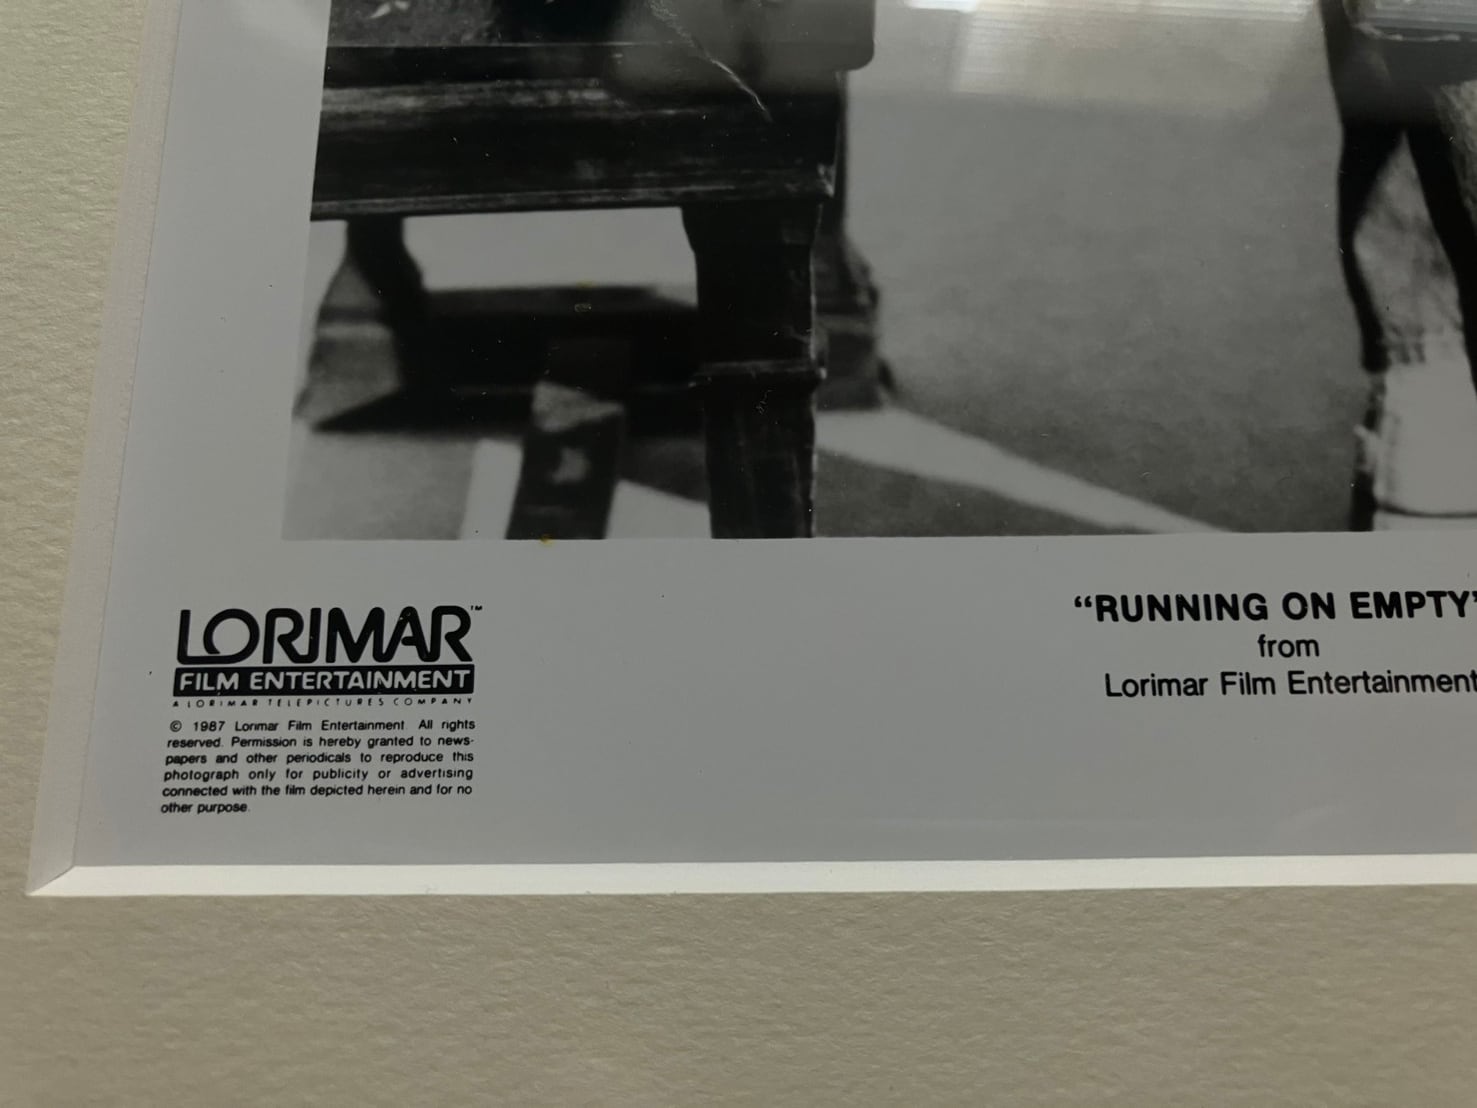 LORIMAR™
FILM ENTERTAINMENT
A LORIMAR TELEPICTURES COMPANY
© 1987 Lorimar Film Entertainment. All rights
reserved. Permission is hereby granted to news-
papers and other periodicals to reproduce this
photograph only for publicity or advertising
connected with the film depicted herein and for no
other purpose.
“RUNNING ON EMPTY”
from
Lorimar Film Entertainment